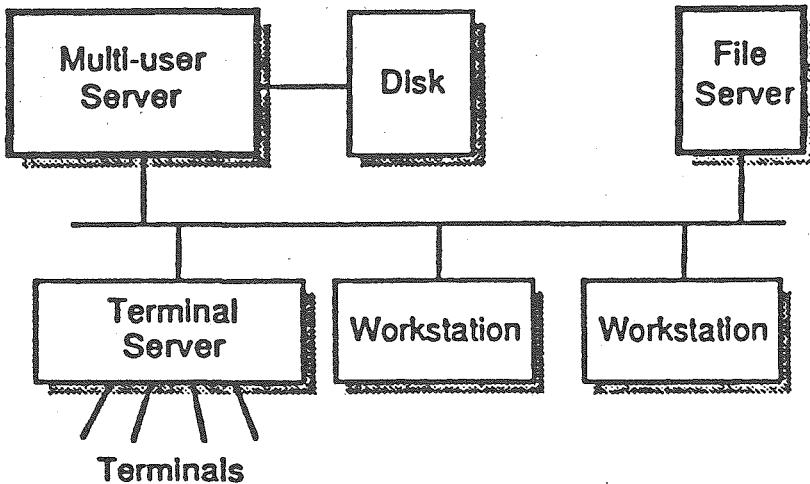 Multi-user
Server
Disk
File
Server
Terminal
Server
Workstation
Workstation
Terminals